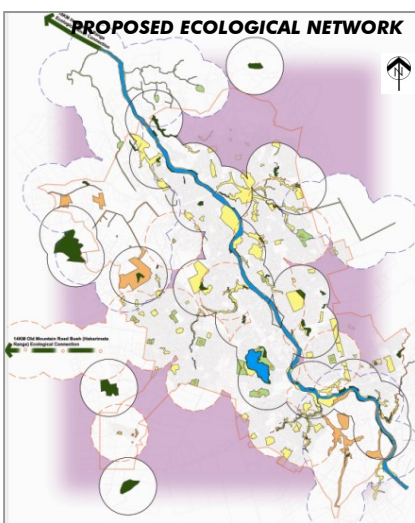 PROPOSED ECOLOGICAL NETWORK
N
14KM Old Mountain Road Bush (Hakarimata
Range) Ecological Connection